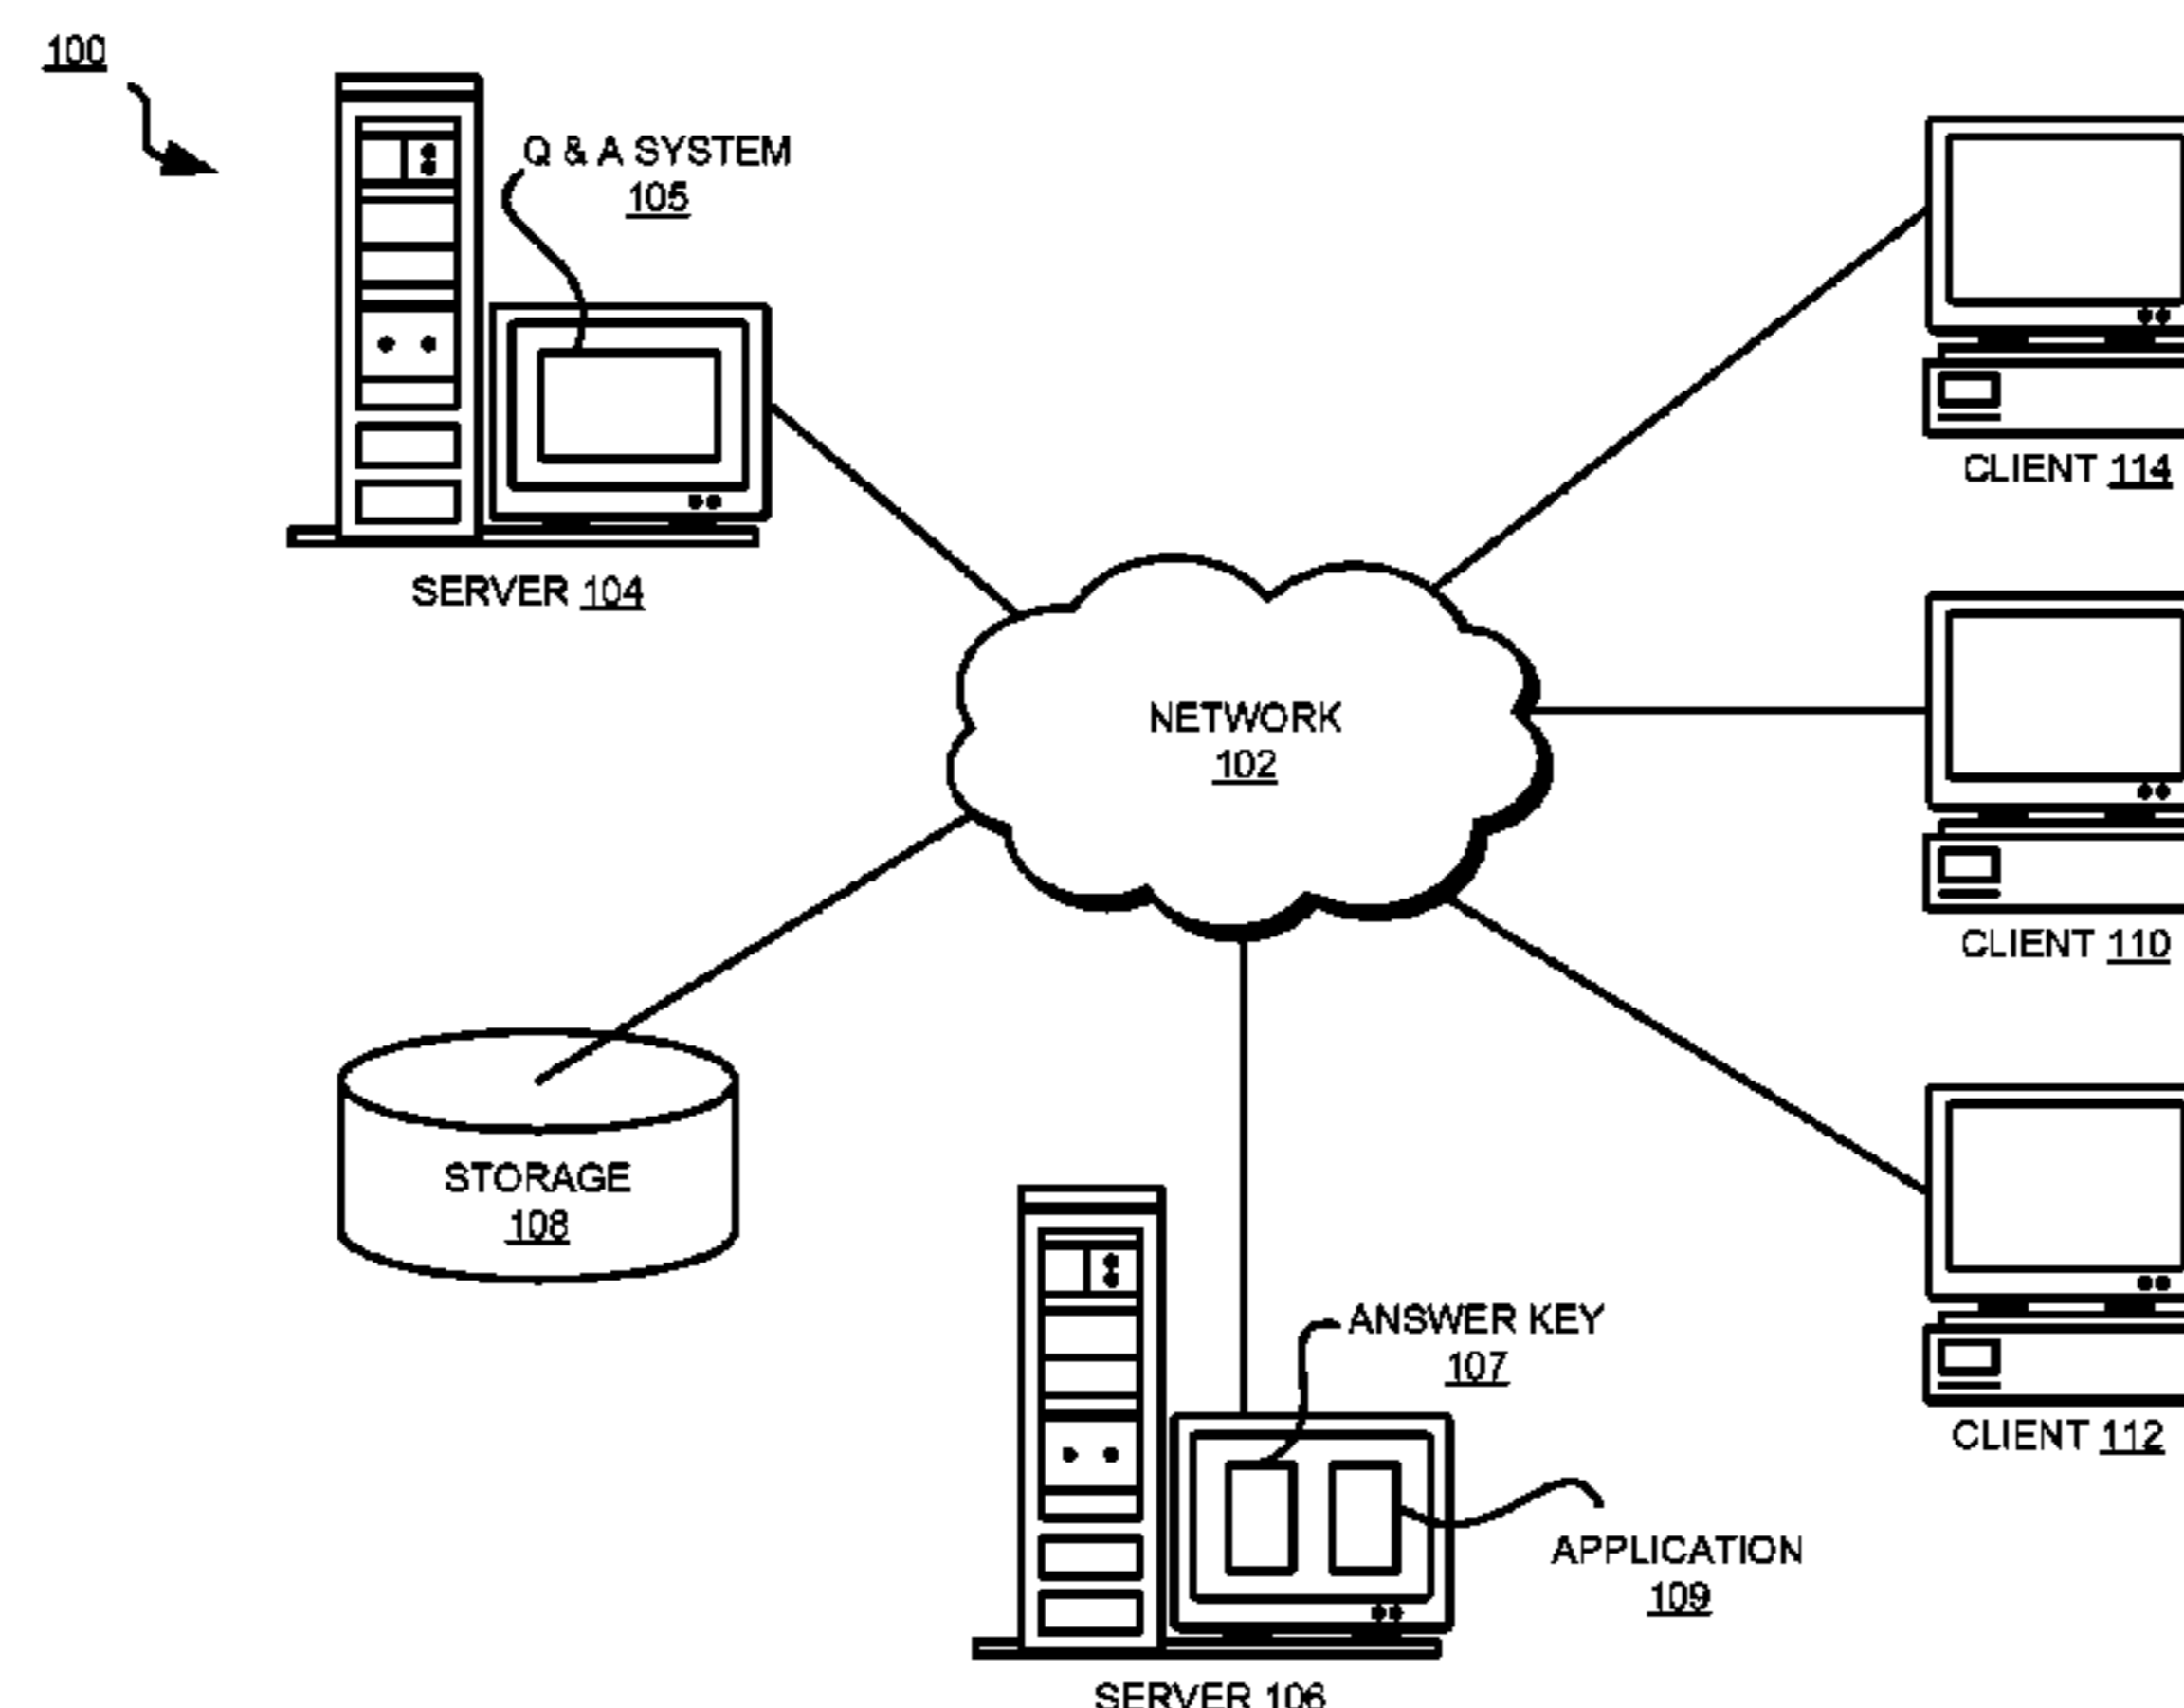 100
Q & A SYSTEM
105
SERVER 104
CLIENT 114
NETWORK
102
CLIENT 110
STORAGE
108
ANSWER KEY
107
CLIENT 112
APPLICATION
109
SERVER 106